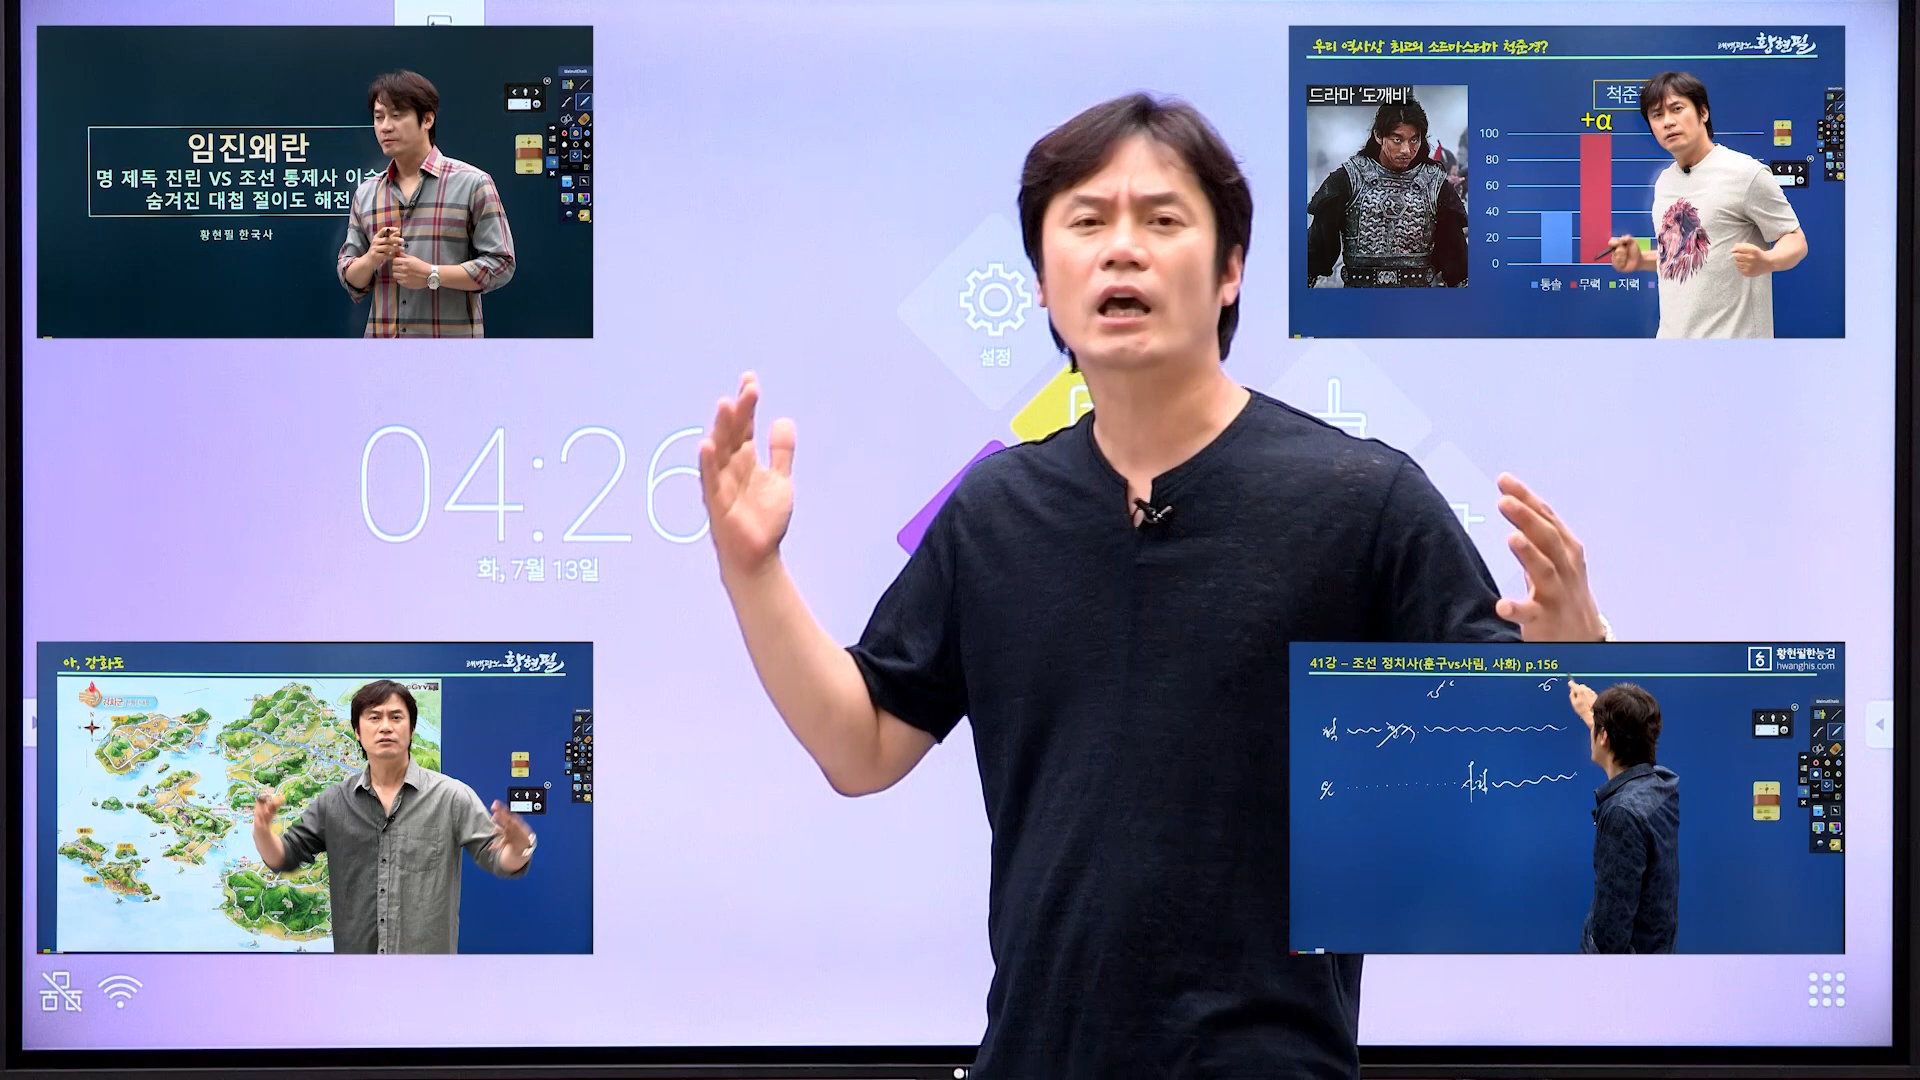 임진왜란
명 제독 진린 VS 조선 통제사
숨겨진 대첩 절이도 해전
황현필 한국사
우리 역사상 최고의 소드마스터가 척준경?
황현필
드라마 '도깨비'
척준
+α
100
80
60
40
20
0
통솔
무력
지력
설정
04:26
화, 7월 13일
아, 강화도
황현필
강화군
41강 – 조선 정치사(훈구vs사림, 사화) p.156
황현필한능검
hwanghis.com